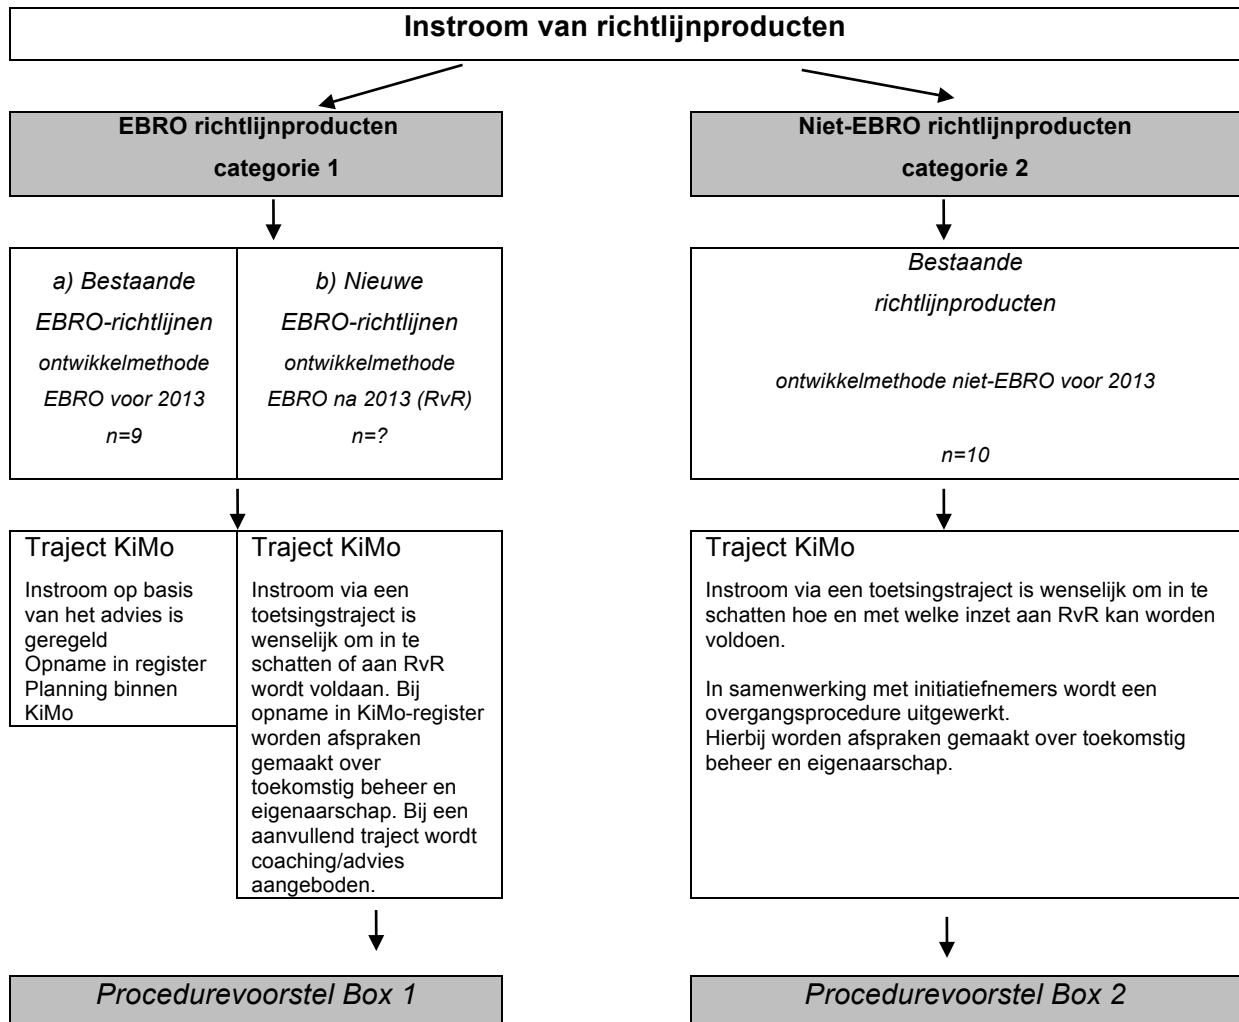 Instroom van richtlijnproducten
EBRO richtlijnproducten
categorie 1
Niet-EBRO richtlijnproducten
categorie 2
a) Bestaande
EBRO-richtlijnen
ontwikkelmethode
EBRO voor 2013
n=9
b) Nieuwe
EBRO-richtlijnen
ontwikkelmethode
EBRO na 2013 (RvR)
n=?
Bestaande
richtlijnproducten
ontwikkelmethode niet-EBRO voor 2013
n=10
Traject KiMo
Instroom op basis
van het advies is
geregeld
Opname in register
Planning binnen
KiMo
Traject KiMo
Instroom via een
toetsingstraject is
wenselijk om in te
schatten of aan RvR
wordt voldaan. Bij
opname in KiMo-register
worden afspraken
gemaakt over
toekomstig beheer en
eigenaarschap. Bij een
aanvullend traject wordt
coaching/advies
aangeboden.
Traject KiMo
Instroom via een toetsingstraject is wenselijk om in te
schatten hoe en met welke inzet aan RvR kan worden
voldoen.
In samenwerking met initiatiefnemers wordt een
overgangsprocedure uitgewerkt.
Hierbij worden afspraken gemaakt over toekomstig
beheer en eigenaarschap.
Procedurevoorstel Box 1
Procedurevoorstel Box 2